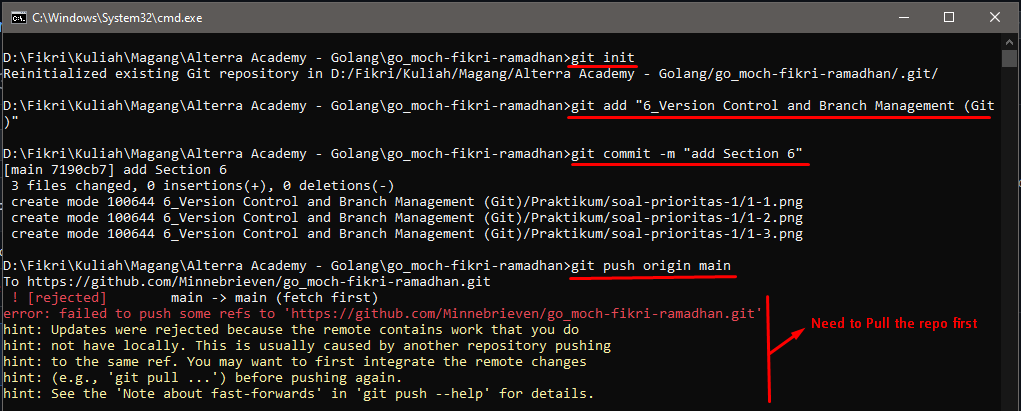 C:\Windows\System32\cmd.exe
D:\Fikri\Kuliah\Magang\Alterra Academy - Golang\go_moch-fikri-ramadhan>git init
Reinitialized existing Git repository in D:/Fikri/Kuliah/Magang/Alterra Academy - Golang/go_moch-fikri-ramadhan/.git/
D:\Fikri\Kuliah\Magang\Alterra Academy - Golang\go_moch-fikri-ramadhan>git add "6_Version Control and Branch Management (Git
)"
D:\Fikri\Kuliah\Magang\Alterra Academy - Golang\go_moch-fikri-ramadhan>git commit -m "add Section 6"
[main 7190cb7] add Section 6
3 files changed, 0 insertions(+), 0 deletions(-)
create mode 100644 6_Version Control and Branch Management (Git)/Praktikum/soal-prioritas-1/1-1.png
create mode 100644 6_Version Control and Branch Management (Git)/Praktikum/soal-prioritas-1/1-2.png
create mode 100644 6_Version Control and Branch Management (Git)/Praktikum/soal-prioritas-1/1-3.png
D:\Fikri\Kuliah\Magang\Alterra Academy - Golang\go_moch-fikri-ramadhan>git push origin main
To https://github.com/Minnebrieven/go_moch-fikri-ramadhan.git
! [rejected]        main -> main (fetch first)
error: failed to push some refs to 'https://github.com/Minnebrieven/go_moch-fikri-ramadhan.git'
hint: Updates were rejected because the remote contains work that you do
hint: not have locally. This is usually caused by another repository pushing
hint: to the same ref. You may want to first integrate the remote changes
hint: (e.g., 'git pull ...') before pushing again.
hint: See the 'Note about fast-forwards' in 'git push --help' for details.
Need to Pull the repo first